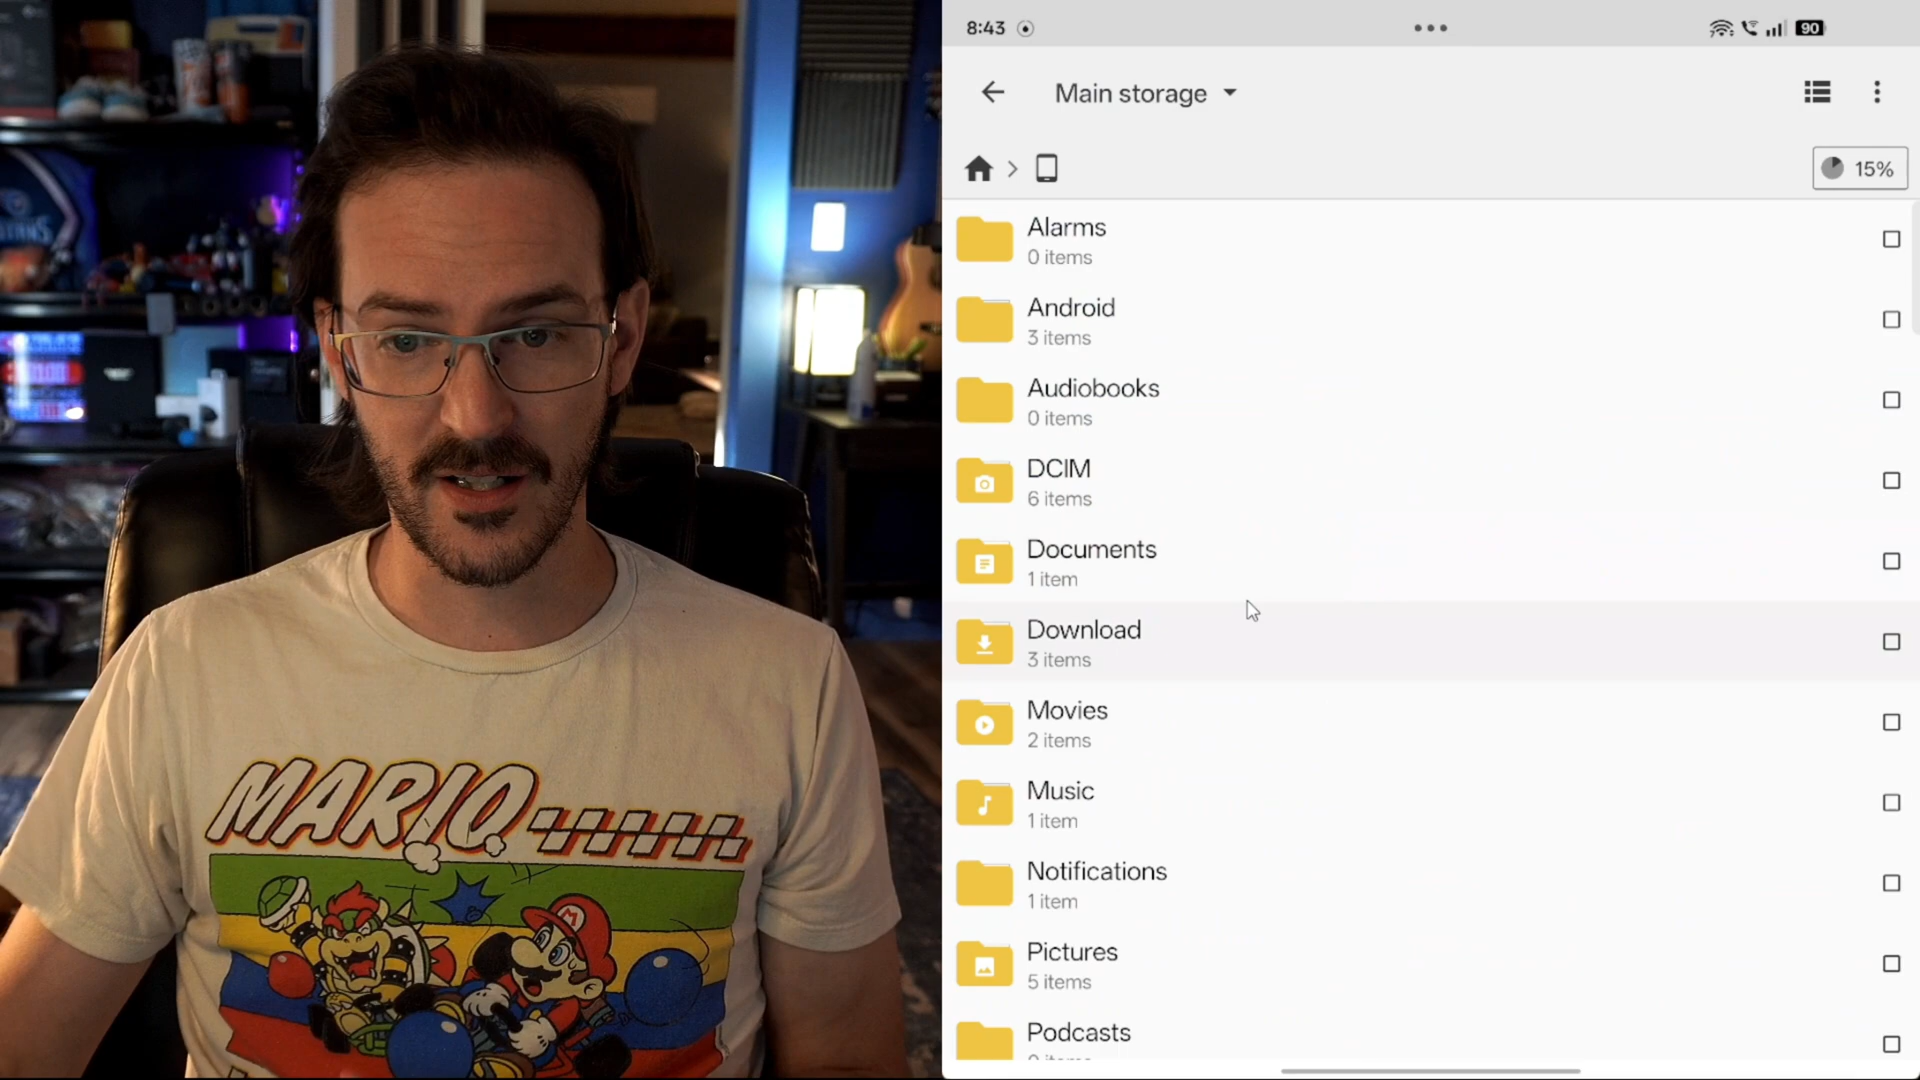 8:43
90
Main storage
15%
Alarms
0 items
Android
3 items
Audiobooks
0 items
DCIM
6 items
Documents
1 item
Download
3 items
Movies
2 items
Music
1 item
Notifications
1 item
Pictures
5 items
Podcasts
0 items
MARIO
M